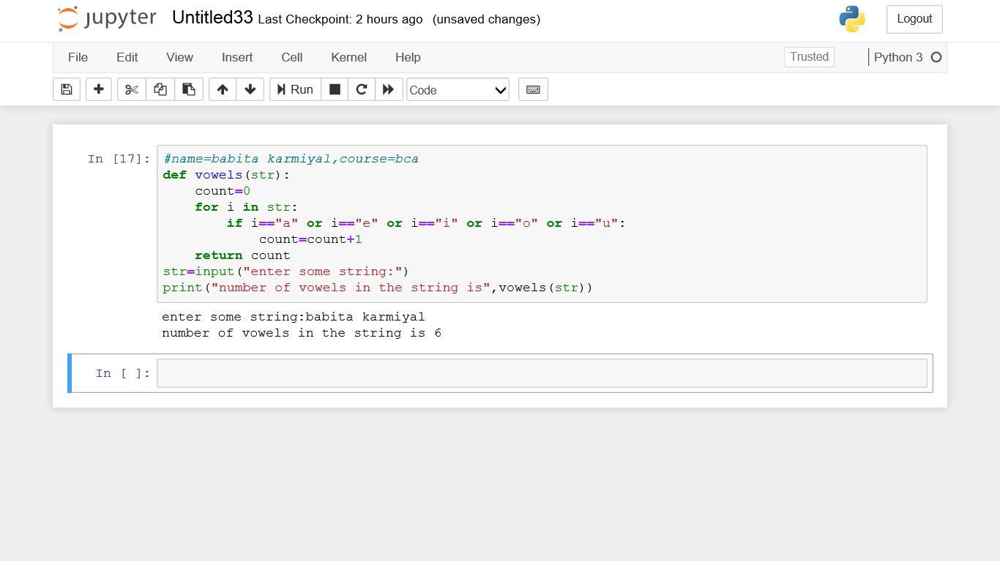 jupyter Untitled33 Last Checkpoint: 2 hours ago (unsaved changes) Logout
File Edit View Insert Cell Kernel Help Trusted Python 3
Run Code
In [17]: #name=babita karmiyal,course=bca
def vowels(str):
    count=0
    for i in str:
        if i=="a" or i=="e" or i=="i" or i=="o" or i=="u":
            count=count+1
    return count
str=input("enter some string:")
print("number of vowels in the string is",vowels(str))
enter some string:babita karmiyal
number of vowels in the string is 6
In [ ]: